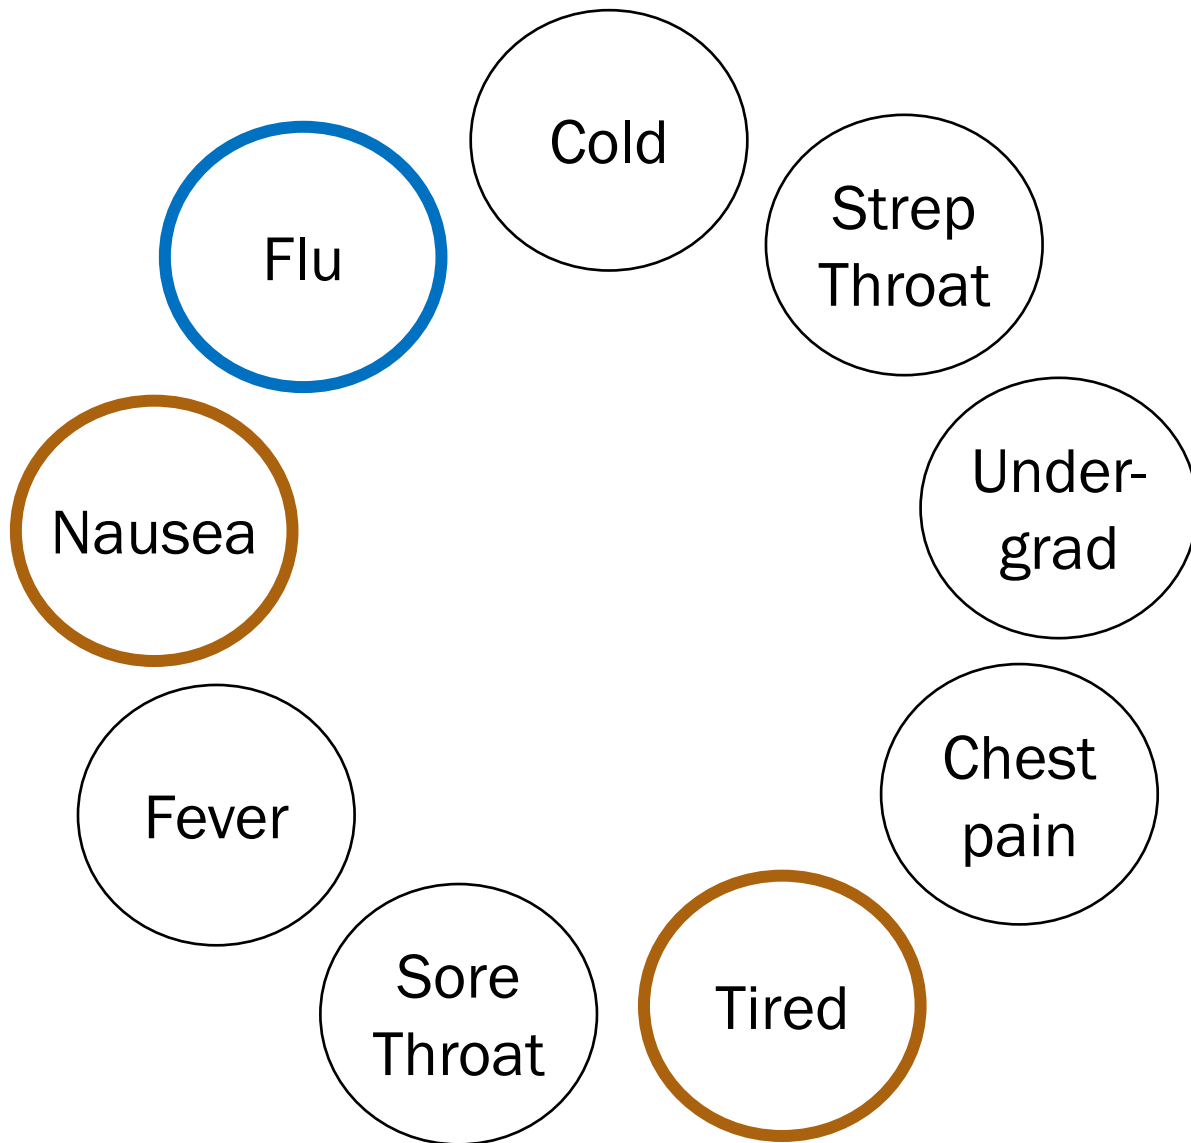 Cold
Strep
Throat
Flu
Under-
grad
Nausea
Chest
pain
Fever
Sore
Throat
Tired